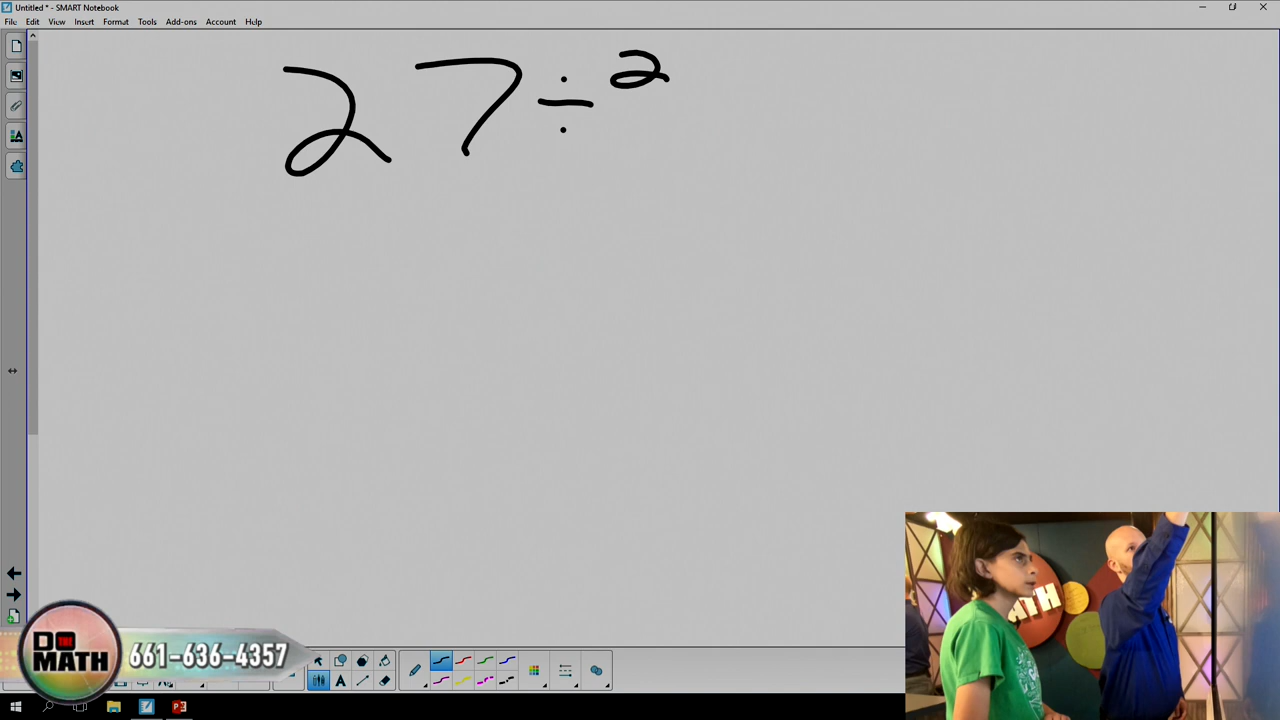 Untitled * - SMART Notebook
File Edit View Insert Format Tools Add-ons Account Help
27÷2
MATH
DO THE MATH
661-636-4357